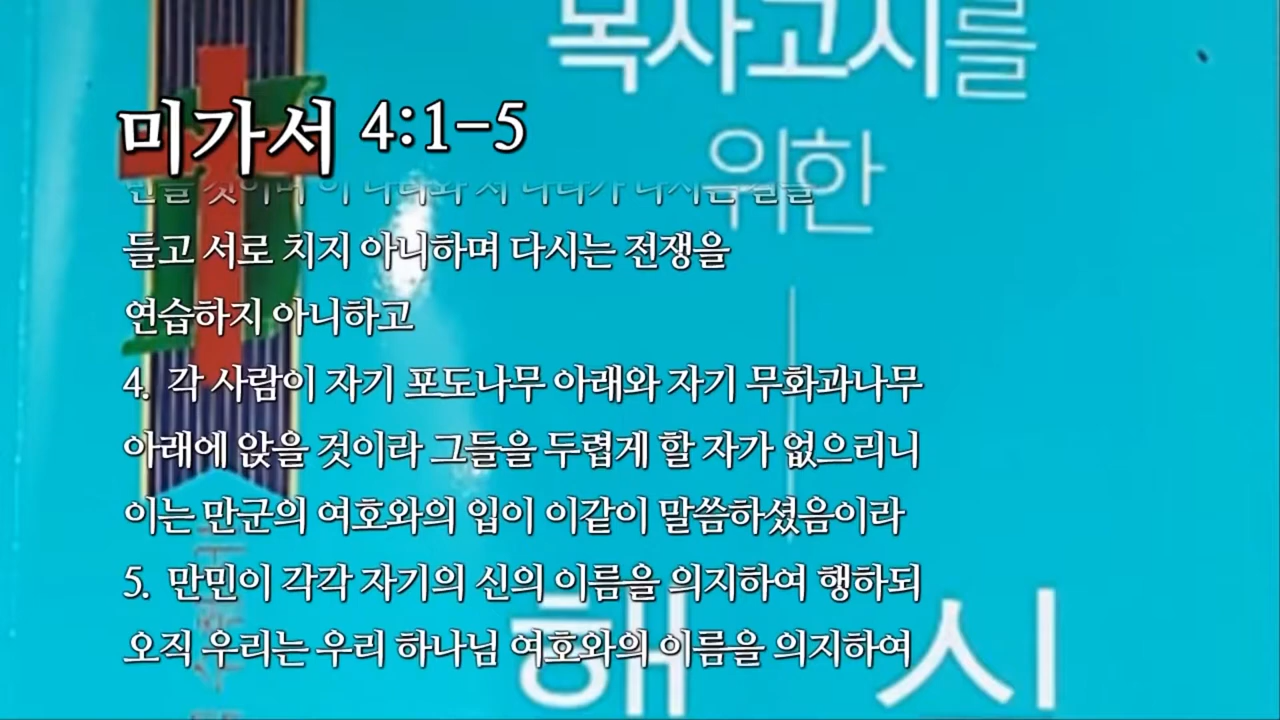 목사고시를
위한
미가서 4:1-5
들고 서로 치지 아니하며 다시는 전쟁을
연습하지 아니하고
4. 각 사람이 자기 포도나무 아래와 자기 무화과나무
아래에 앉을 것이라 그들을 두렵게 할 자가 없으리니
이는 만군의 여호와의 입이 이같이 말씀하셨음이라
5. 만민이 각각 자기의 신의 이름을 의지하여 행하되
오직 우리는 우리 하나님 여호와의 이름을 의지하여